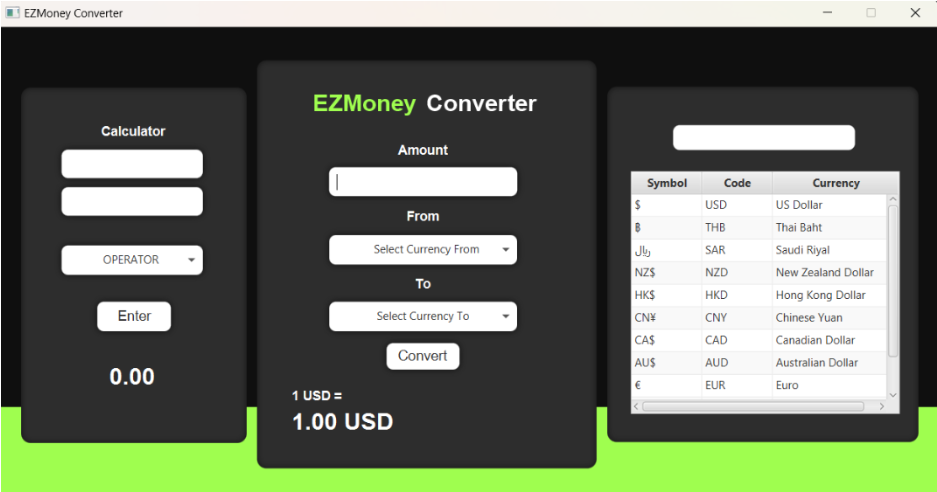 EZMoney Converter
Calculator
OPERATOR
Enter
0.00
EZMoney Converter
Amount
From
Select Currency From
To
Select Currency To
Convert
1 USD =
1.00 USD
Symbol Code Currency
$ USD US Dollar
฿ THB Thai Baht
ریال SAR Saudi Riyal
NZ$ NZD New Zealand Dollar
HK$ HKD Hong Kong Dollar
CN¥ CNY Chinese Yuan
CA$ CAD Canadian Dollar
AU$ AUD Australian Dollar
€ EUR Euro